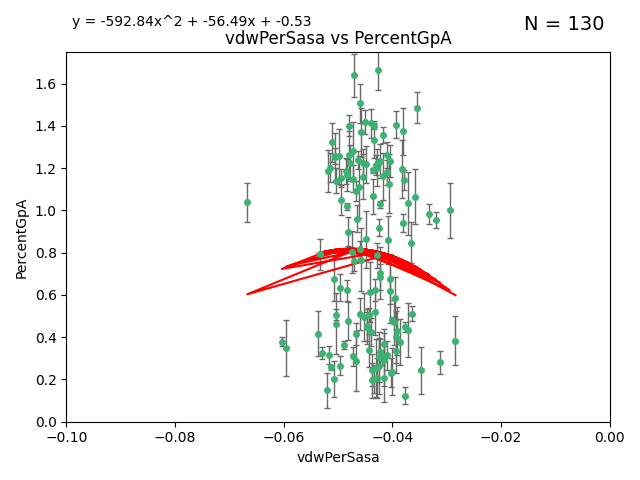 y = -592.84x^2 + -56.49x + -0.53
N = 130
vdwPerSasa vs PercentGpA
PercentGpA
1.6
1.4
1.2
1.0
0.8
0.6
0.4
0.2
0.0
−0.10 −0.08 −0.06 −0.04 −0.02 0.00
vdwPerSasa